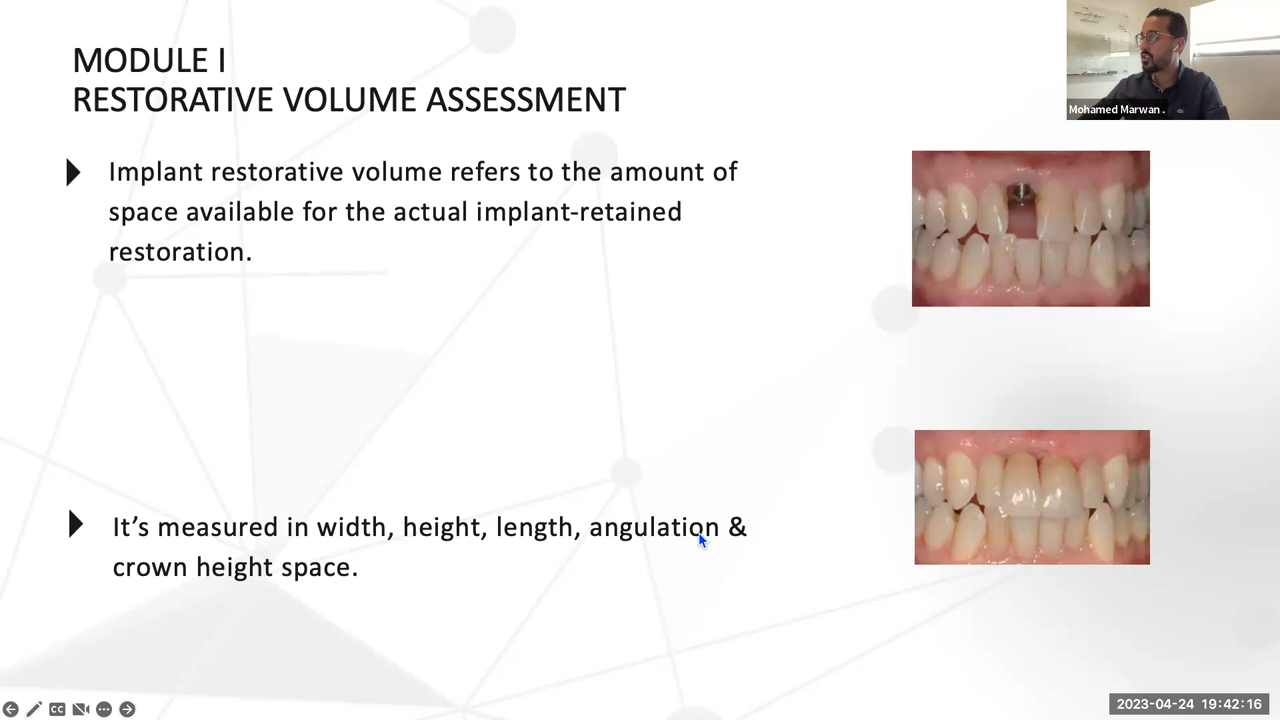 MODULE I
RESTORATIVE VOLUME ASSESSMENT
Mohamed Marwan .
Implant restorative volume refers to the amount of
space available for the actual implant-retained
restoration.
It’s measured in width, height, length, angulation &
crown height space.
CC
2023-04-24 19:42:16